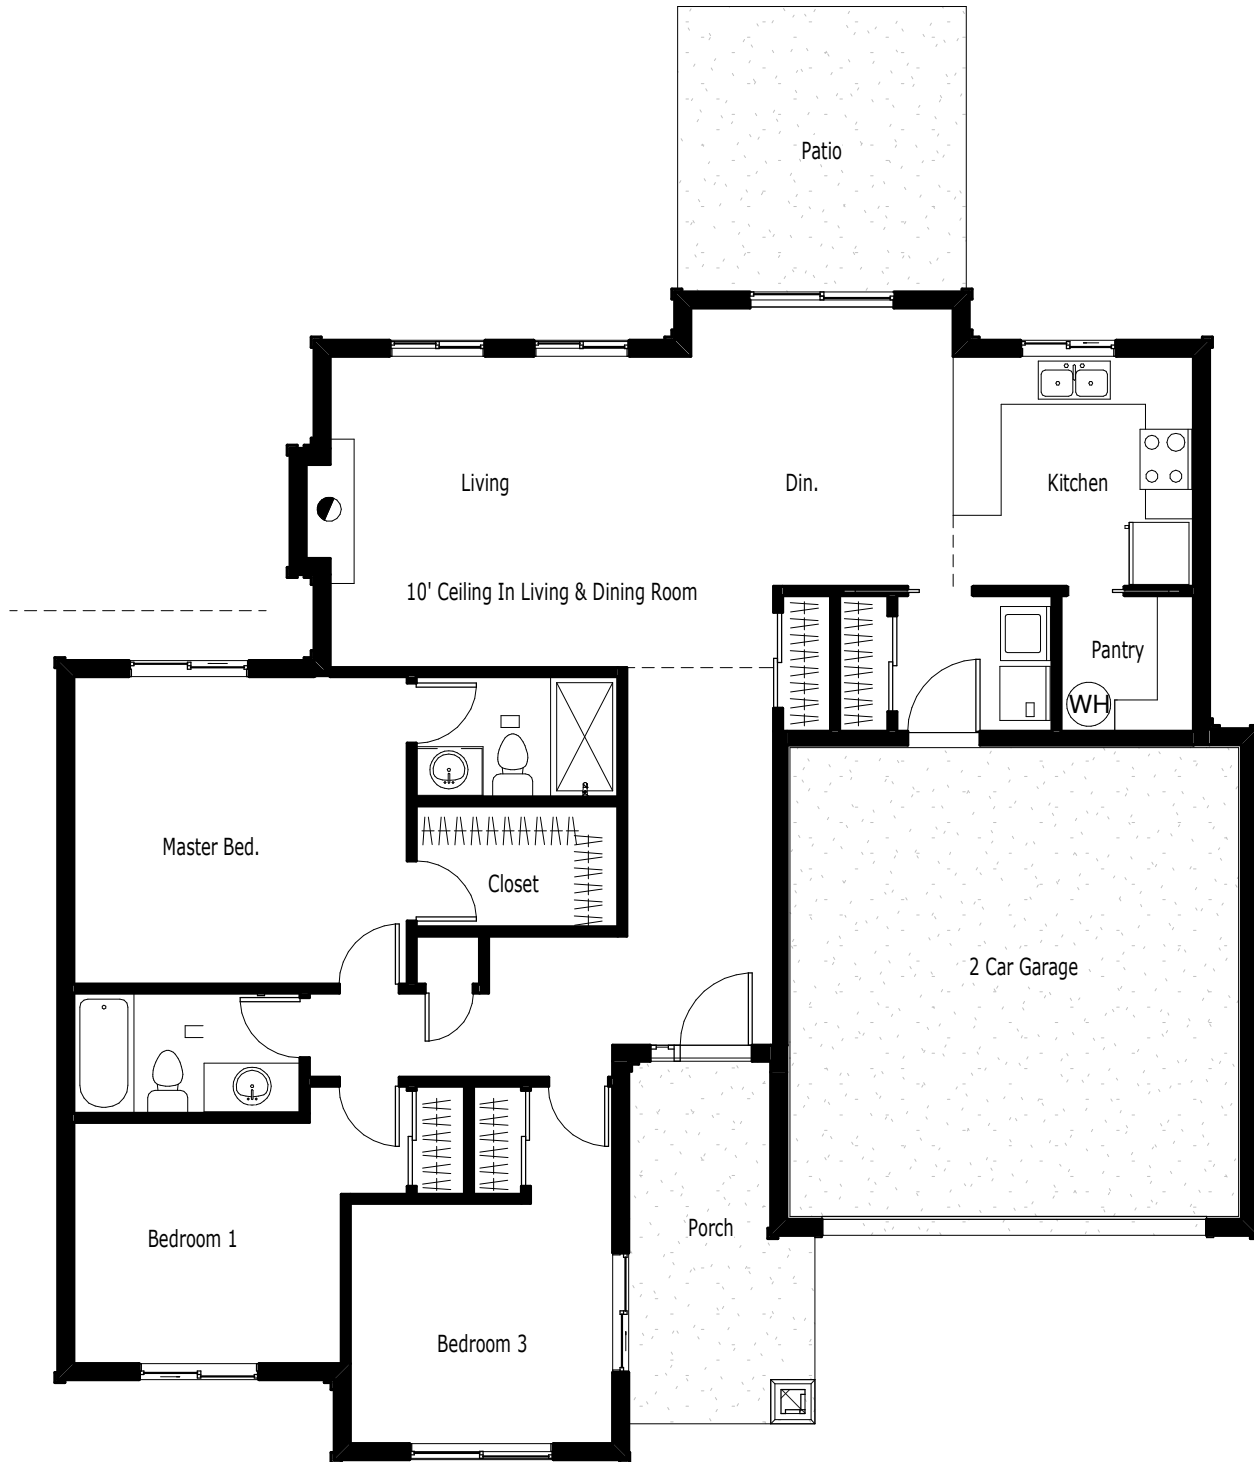 Patio
Living
Din.
Kitchen
10' Ceiling In Living & Dining Room
Pantry
WH
Master Bed.
Closet
2 Car Garage
Porch
Bedroom 1
Bedroom 3